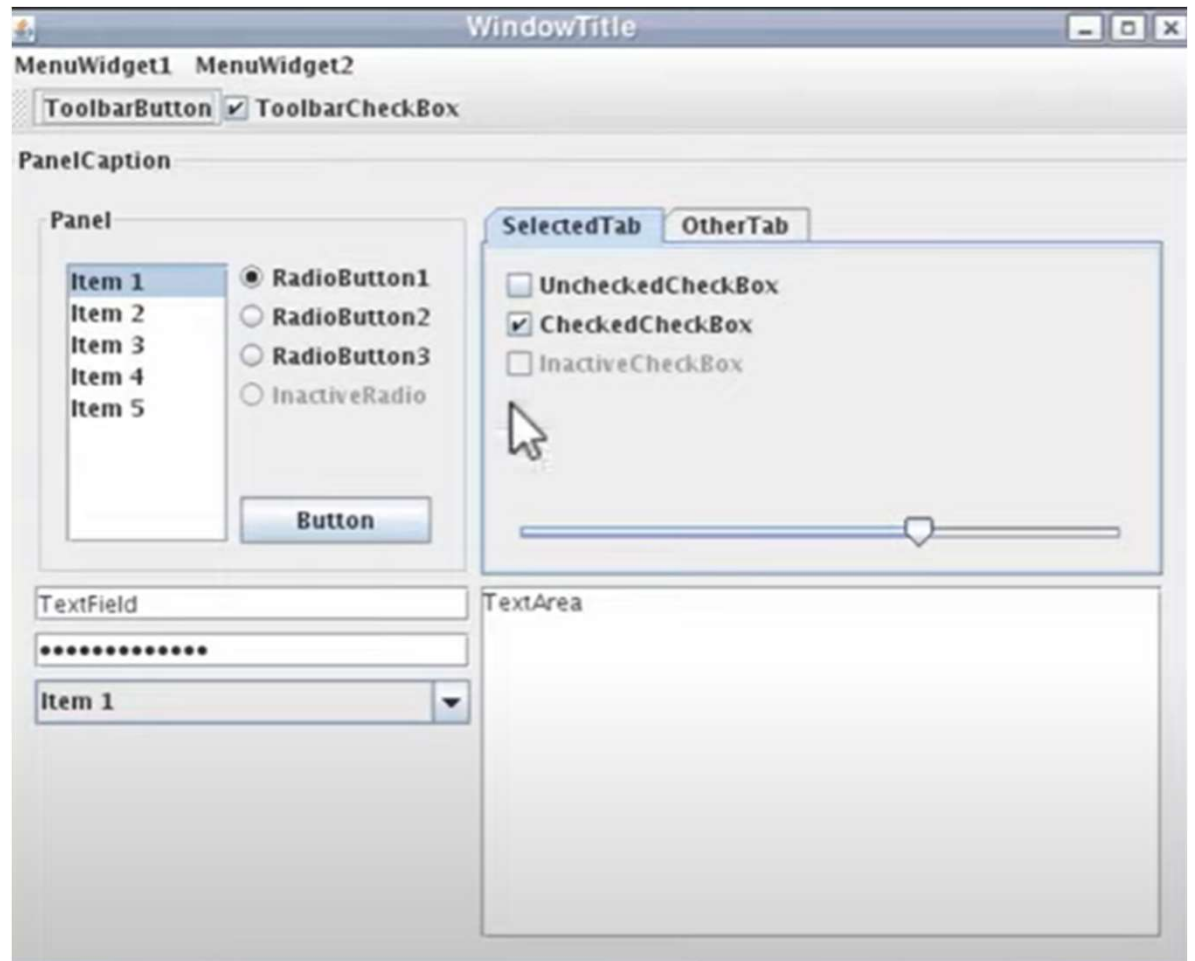 WindowTitle
MenuWidget1 MenuWidget2
ToolbarButton ToolbarCheckBox
PanelCaption
Panel
Item 1
Item 2
Item 3
Item 4
Item 5
RadioButton1
RadioButton2
RadioButton3
InactiveRadio
Button
SelectedTab OtherTab
UncheckedCheckBox
CheckedCheckBox
InactiveCheckBox
TextField
•••••••••••••
Item 1
TextArea